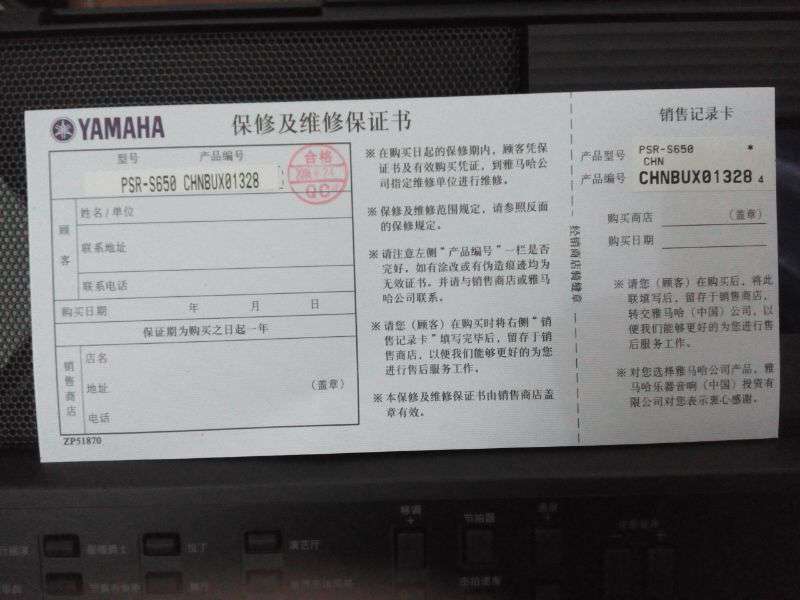 YAMAHA
保修及维修保证书
型号 产品编号
PSR-S650 CHNBUX01328
合格
QC
顾客
姓名/单位
联系地址
联系电话
购买日期 年 月 日
保证期为购买之日起一年
销售商店
店名
地址 (盖章)
电话
ZP51870
※在购买日起的保修期内，顾客凭保
证书及有效购买凭证，到雅马哈公
司指定维修单位进行维修。
※保修及维修范围规定，请参照反面
的保修规定。
※请注意左侧"产品编号"一栏是否
完好，如有涂改或有伪造痕迹均为
无效证书。并请与销售商店或雅马
哈公司联系。
※请您（顾客）在购买时将右侧"销
售记录卡"填写完毕后，留存于销
售商店，以便我们能够更好的为您
进行售后服务工作。
※本保修及维修保证书由销售商店盖
章有效。
经销商店骑缝章
销售记录卡
产品型号 PSR-S650 *
CHN
产品编号 CHNBUX01328 4
购买商店 (盖章)
购买日期
※请您（顾客）在购买后，将此
联填写后，留存于销售商店，
转交雅马哈（中国）公司，以
便我们能够更好的为您进行售
后服务工作。
※对您选择雅马哈公司产品，雅
马哈乐器音响（中国）投资有
限公司对您表示衷心感谢。
节拍器
音乐厅